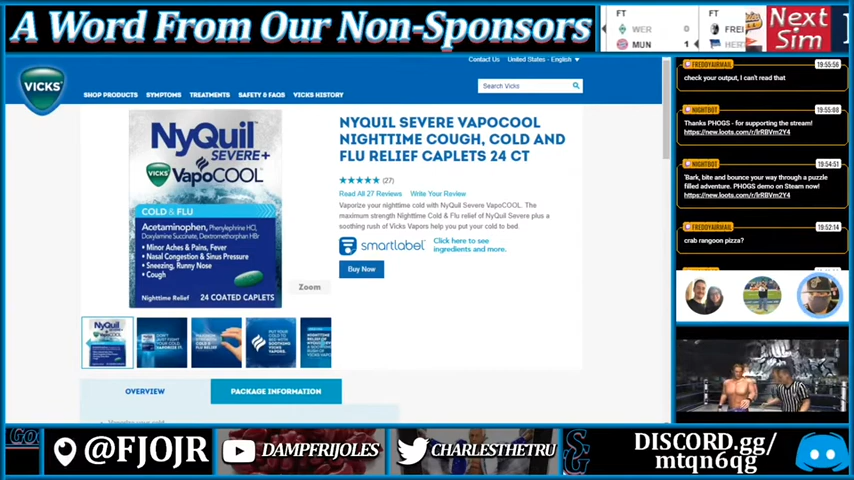 A Word From Our Non-Sponsors
FT
WER 0
MUN 1
FT
FREI
HERT
Next
Sim
Contact Us
United States - English
VICKS
Search Vicks
SHOP PRODUCTS
SYMPTOMS
TREATMENTS
SAFETY & FAQS
VICKS HISTORY
NyQuil
SEVERE+
VICKS VapoCOOL
COLD & FLU
Acetaminophen, Phenylephrine HCl,
Doxylamine Succinate, Dextromethorphan HBr
• Minor Aches & Pains, Fever
• Nasal Congestion & Sinus Pressure
• Sneezing, Runny Nose
• Cough
Nighttime Relief
24 COATED CAPLETS
Zoom
NYQUIL SEVERE VAPOCOOL
NIGHTTIME COUGH, COLD AND
FLU RELIEF CAPLETS 24 CT
(27)
Read All 27 Reviews
Write Your Review
Vaporize your nighttime cold with NyQuil Severe VapoCOOL. The
maximum strength Nighttime Cold & Flu relief of NyQuil Severe plus a
soothing rush of Vicks Vapors help you put your cold to bed.
smartlabel
Click here to see
ingredients and more.
Buy Now
OVERVIEW
PACKAGE INFORMATION
FREDDYAIRMAIL 19:55:56
check your output, I can't read that
NIGHTBOT 19:55:08
Thanks PHOGS - for supporting the stream!
https://new.loots.com/r/lrRBVm2Y4
NIGHTBOT 19:54:51
'Bark, bite and bounce your way through a puzzle
filled adventure. PHOGS demo on Steam now!
https://new.loots.com/r/lrRBVm2Y4
FREDDYAIRMAIL 19:52:14
crab rangoon pizza?
@FJOJR
DAMPFRIJOLES
CHARLESTHETRU
DISCORD.gg/
mtqn6qg